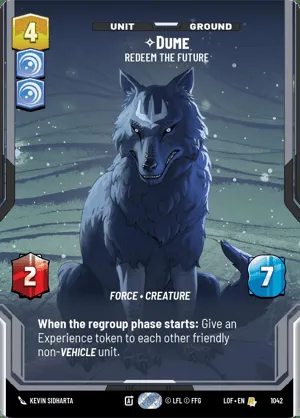 4
UNIT
GROUND
DUME
REDEEM THE FUTURE
2
7
FORCE • CREATURE
When the regroup phase starts: Give an
Experience token to each other friendly
non-VEHICLE unit.
KEVIN SIDHARTA
© LFL © FFG
LOF • EN
1042